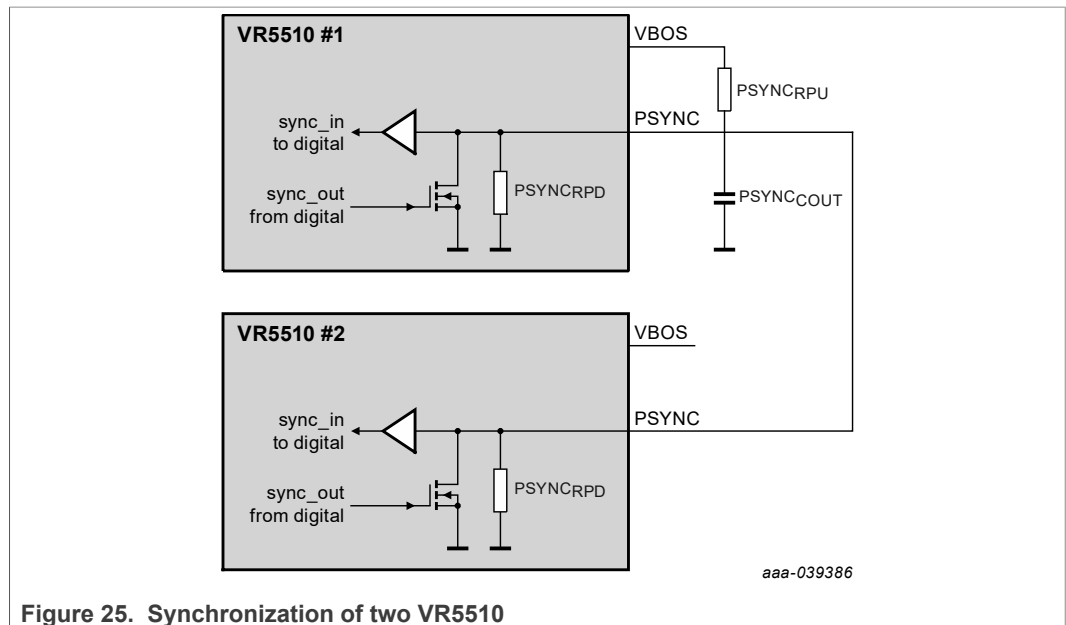 VR5510 #1
VBOS
PSYNCRPU
PSYNC
sync_in
to digital
PSYNCRPD
sync_out
from digital
PSYNCCOUT
VR5510 #2
VBOS
PSYNC
sync_in
to digital
PSYNCRPD
sync_out
from digital
aaa-039386
Figure 25. Synchronization of two VR5510